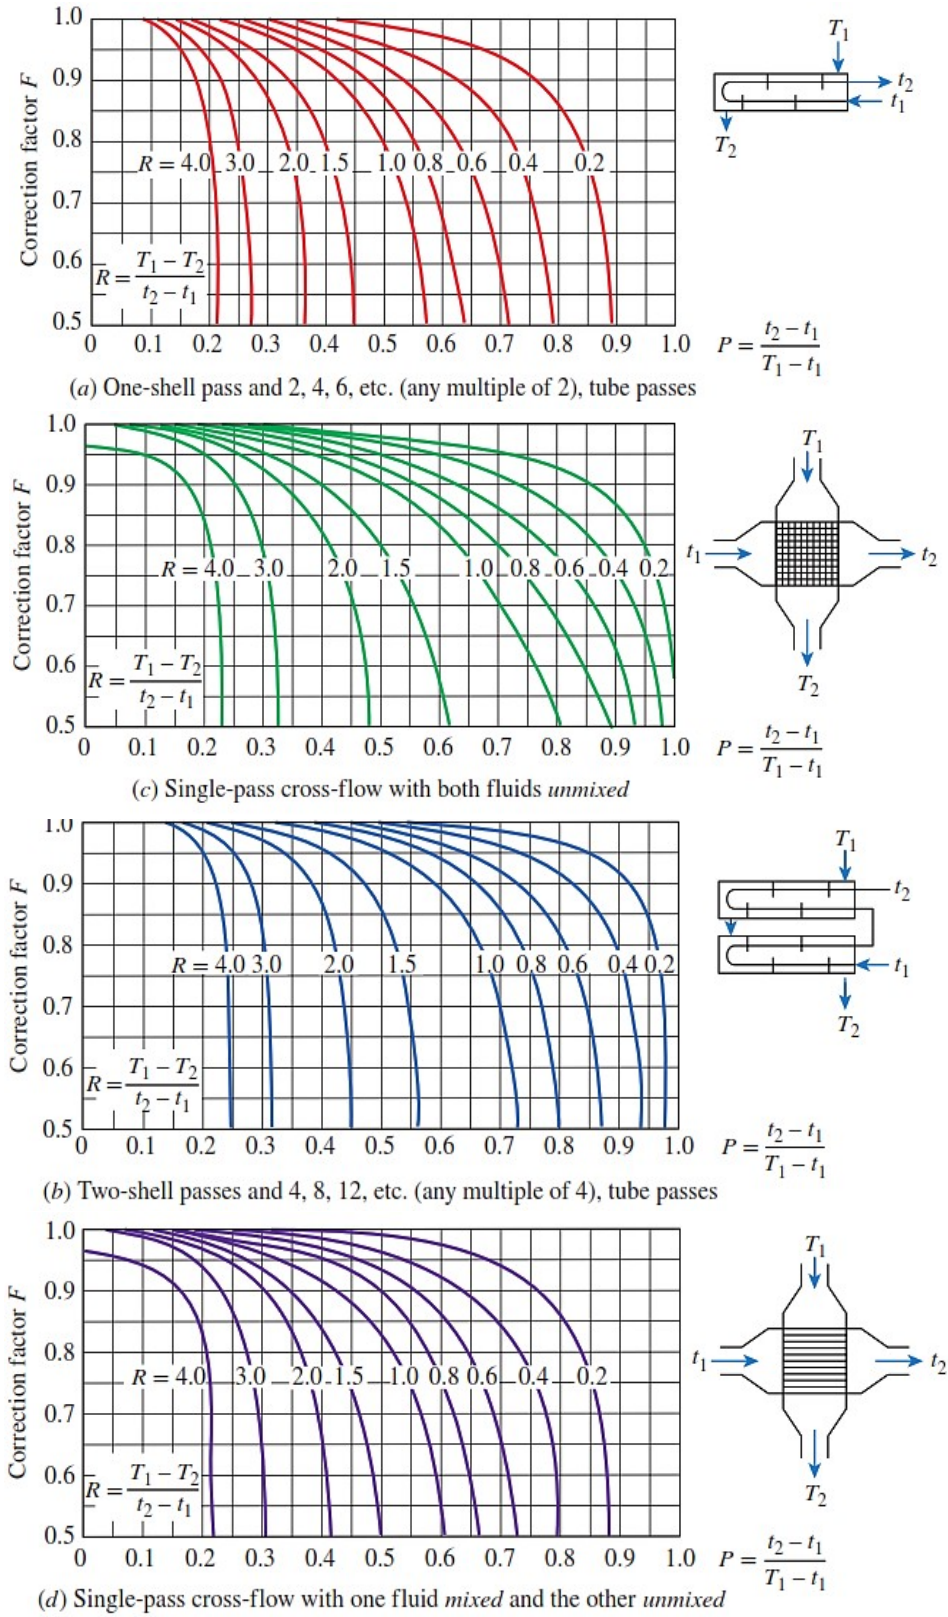 1.0
0.9
0.8
0.7
0.6
0.5
Correction factor F
R = 4.0 3.0 2.0 1.5 1.0 0.8 0.6 0.4 0.2
R = T1 − T2 / t2 − t1
0 0.1 0.2 0.3 0.4 0.5 0.6 0.7 0.8 0.9 1.0
T1
t2
t1
T2
P = t2 − t1 / T1 − t1
(a) One-shell pass and 2, 4, 6, etc. (any multiple of 2), tube passes
1.0
0.9
0.8
0.7
0.6
0.5
Correction factor F
R = 4.0 3.0 2.0 1.5 1.0 0.8 0.6 0.4 0.2
R = T1 − T2 / t2 − t1
0 0.1 0.2 0.3 0.4 0.5 0.6 0.7 0.8 0.9 1.0
T1
t1
t2
T2
P = t2 − t1 / T1 − t1
(c) Single-pass cross-flow with both fluids unmixed
1.0
0.9
0.8
0.7
0.6
0.5
Correction factor F
R = 4.0 3.0 2.0 1.5 1.0 0.8 0.6 0.4 0.2
R = T1 − T2 / t2 − t1
0 0.1 0.2 0.3 0.4 0.5 0.6 0.7 0.8 0.9 1.0
T1
t2
t1
T2
P = t2 − t1 / T1 − t1
(b) Two-shell passes and 4, 8, 12, etc. (any multiple of 4), tube passes
1.0
0.9
0.8
0.7
0.6
0.5
Correction factor F
R = 4.0 3.0 2.0 1.5 1.0 0.8 0.6 0.4 0.2
R = T1 − T2 / t2 − t1
0 0.1 0.2 0.3 0.4 0.5 0.6 0.7 0.8 0.9 1.0
T1
t1
t2
T2
P = t2 − t1 / T1 − t1
(d) Single-pass cross-flow with one fluid mixed and the other unmixed